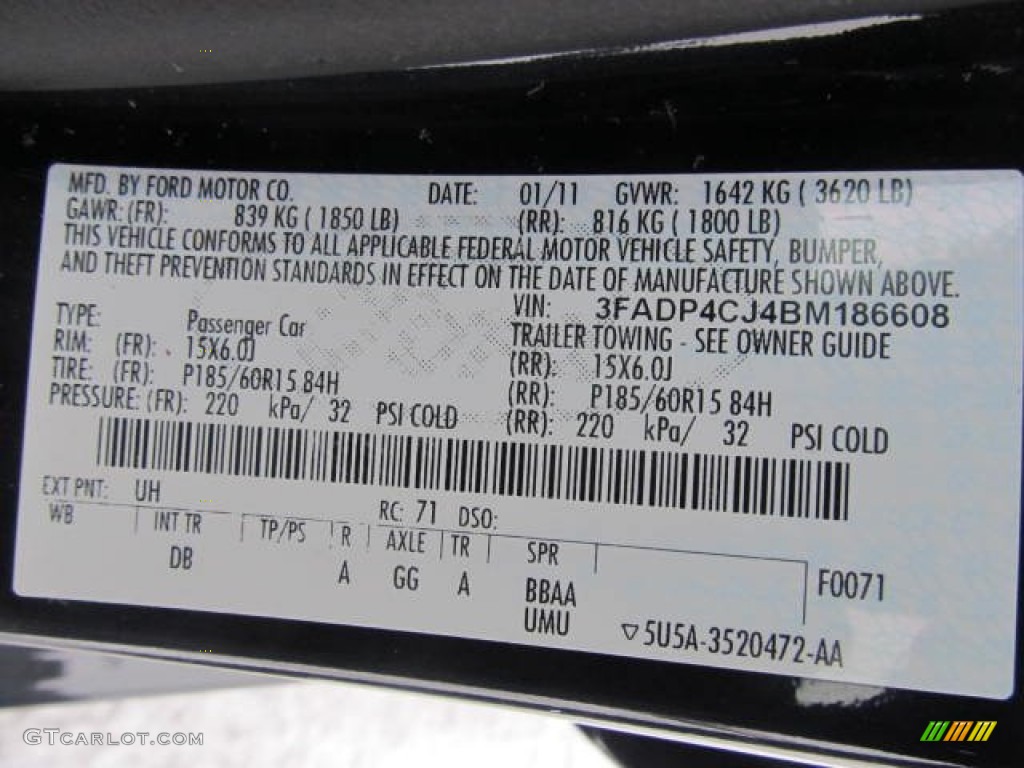 MFD. BY FORD MOTOR CO. DATE: 01/11 GVWR: 1642 KG ( 3620 LB)
GAWR: (FR): 839 KG ( 1850 LB) (RR): 816 KG ( 1800 LB)
THIS VEHICLE CONFORMS TO ALL APPLICABLE FEDERAL MOTOR VEHICLE SAFETY, BUMPER,
AND THEFT PREVENTION STANDARDS IN EFFECT ON THE DATE OF MANUFACTURE SHOWN ABOVE.
VIN: 3FADP4CJ4BM186608
TYPE: Passenger Car TRAILER TOWING - SEE OWNER GUIDE
RIM: (FR): 15X6.0J (RR): 15X6.0J
TIRE: (FR): P185/60R15 84H (RR): P185/60R15 84H
PRESSURE: (FR): 220 kPa/ 32 PSI COLD (RR): 220 kPa/ 32 PSI COLD
EXT PNT: UH RC: 71 DSO:
WB INT TR TP/PS R AXLE TR SPR
DB A GG A BBAA F0071
UMU ▽5U5A-3520472-AA
GTCARLOT.COM